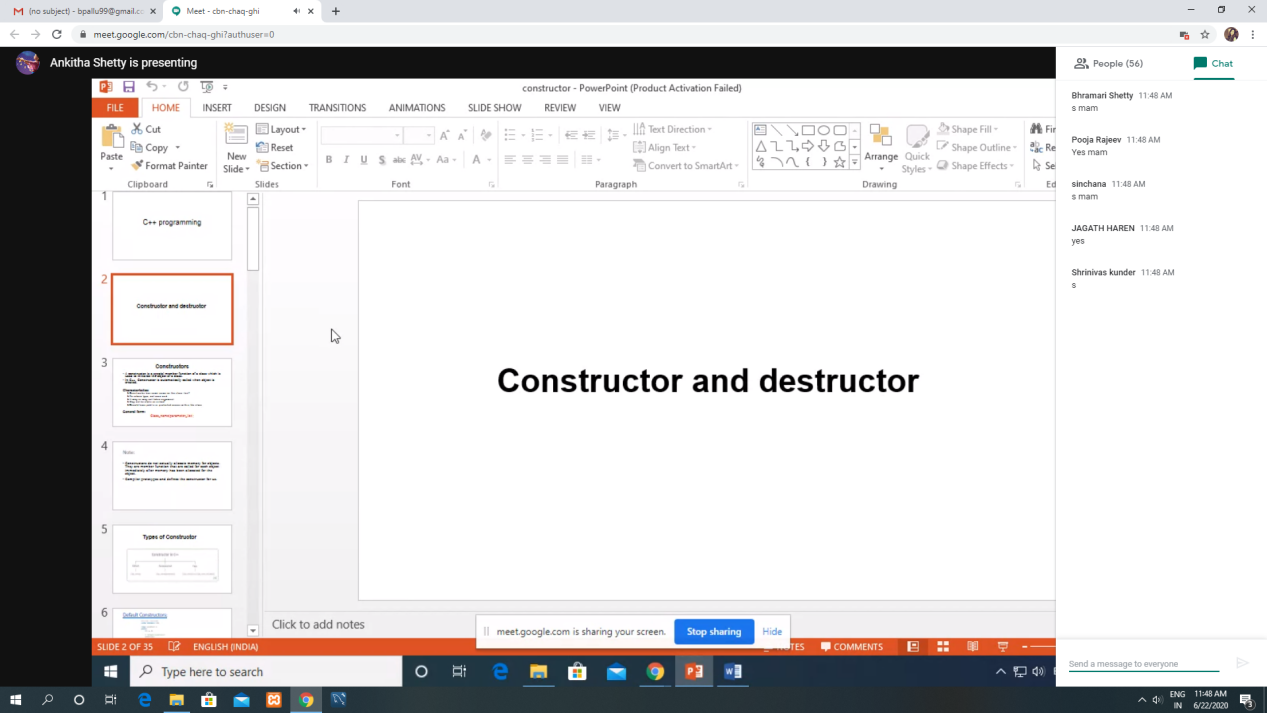 (no subject) - bpallu99@gmail.co
Meet - cbn-chaq-ghi
meet.google.com/cbn-chaq-ghi?authuser=0
Ankitha Shetty is presenting
People (56)
Chat
constructor - PowerPoint (Product Activation Failed)
FILE HOME INSERT DESIGN TRANSITIONS ANIMATIONS SLIDE SHOW REVIEW VIEW
Paste
Cut
Copy
Format Painter
Clipboard
New
Slide
Layout
Reset
Section
Slides
Font
Text Direction
Align Text
Convert to SmartArt
Paragraph
Arrange
Quick
Styles
Shape Fill
Shape Outline
Shape Effects
Drawing
1
C++ programming
2
Constructor and destructor
3
Constructors
4
Notes:
5
Types of Constructor
6
Default Constructors
Constructor and destructor
Click to add notes
meet.google.com is sharing your screen.
Stop sharing
Hide
SLIDE 2 OF 35
ENGLISH (INDIA)
NOTES
COMMENTS
Type here to search
Bhramari Shetty 11:48 AM
s mam
Pooja Rajeev 11:48 AM
Yes mam
sinchana 11:48 AM
s mam
JAGATH HAREN 11:48 AM
yes
Shrinivas kunder 11:48 AM
s
Send a message to everyone
ENG
IN
11:48 AM
6/22/2020
3